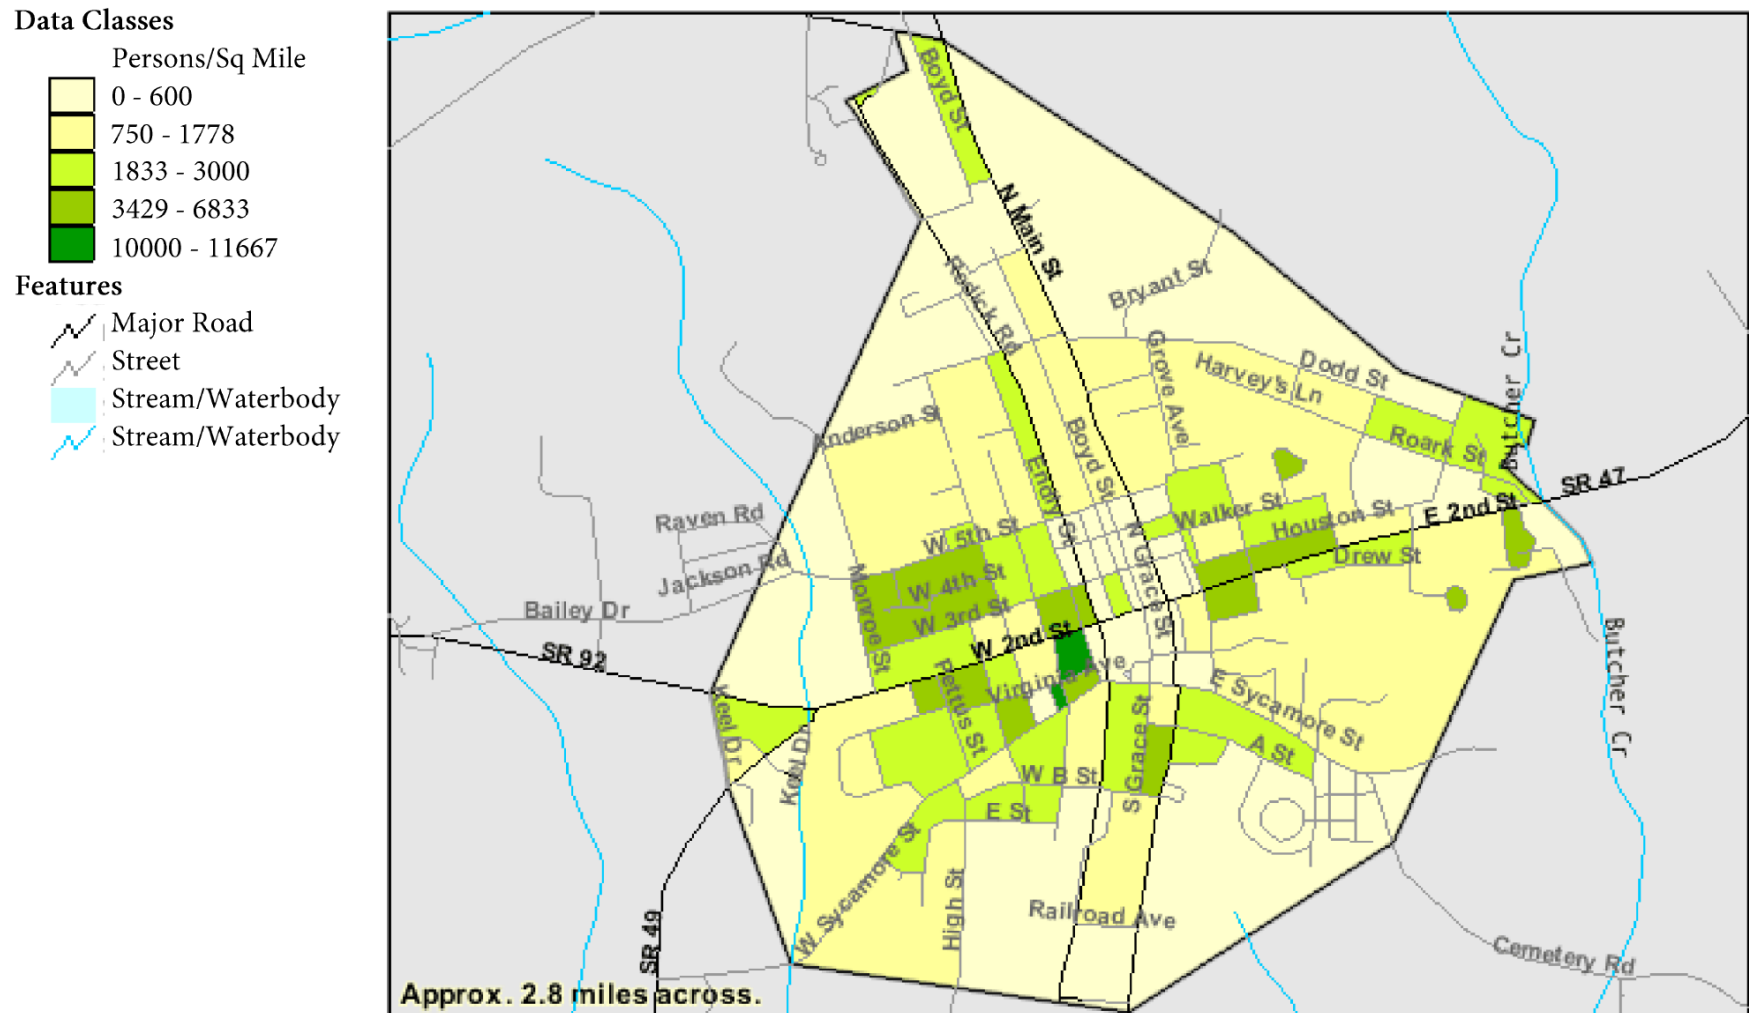 Data Classes
Persons/Sq Mile
0 - 600
750 - 1778
1833 - 3000
3429 - 6833
10000 - 11667
Features
Major Road
Street
Stream/Waterbody
Stream/Waterbody
Boyd St
N Main St
Bryant St
Redick Rd
Grove Ave
Dodd St
Harvey's Ln
Butcher Cr
Anderson St
Roark St
Boyd St
Endry St
SR 47
E 2nd St
Raven Rd
W 5th St
Walker St
Houston St
N Grace St
Drew St
Jackson Rd
W 4th St
Monroe St
Bailey Dr
W 3rd St
W 2nd St
Butcher Cr
SR 92
Virginia Ave
Pettus St
E Sycamore St
Keel Dr
Keel Dr
S Grace St
A St
W B St
E St
W Sycamore St
High St
Railroad Ave
SR 49
Cemetery Rd
Approx. 2.8 miles across.